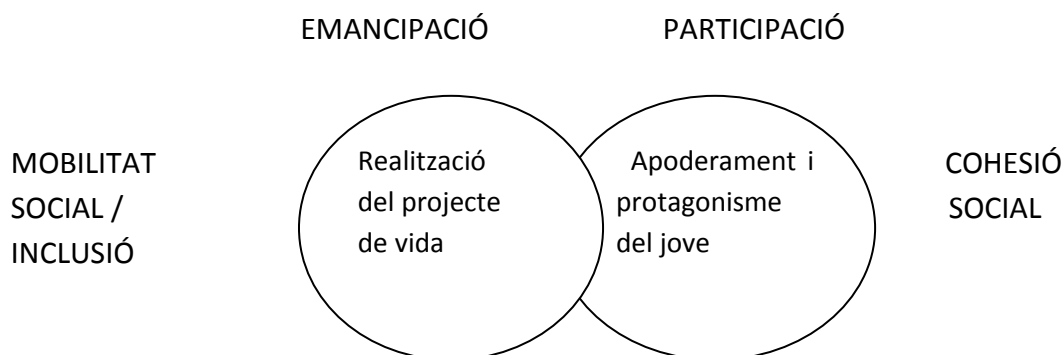 EMANCIPACIÓ PARTICIPACIÓ
MOBILITAT
SOCIAL /
INCLUSIÓ
Realització
del projecte
de vida
Apoderament i
protagonisme
del jove
COHESIÓ
SOCIAL